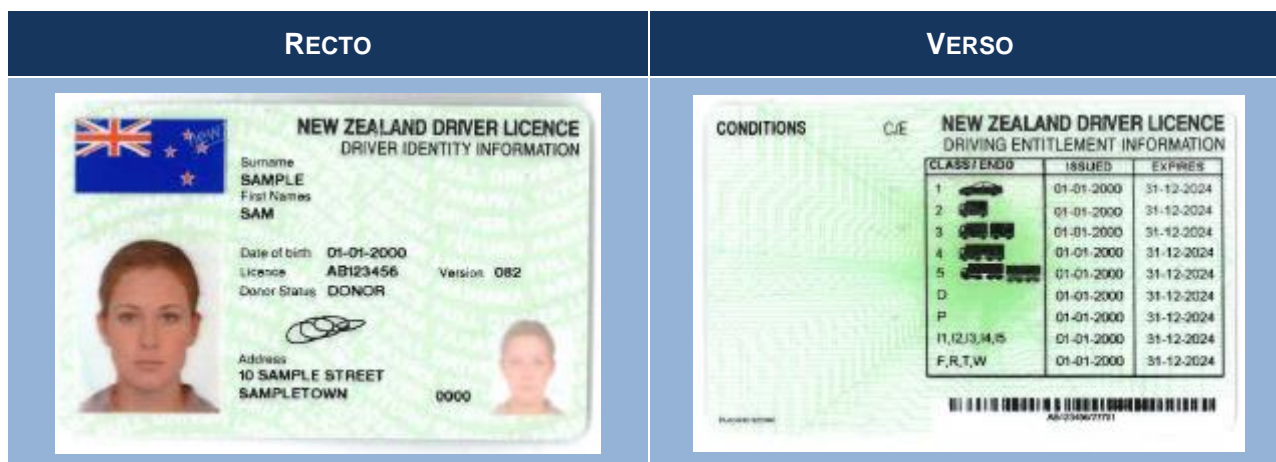 RECTO
VERSO
new
NEW ZEALAND DRIVER LICENCE
DRIVER IDENTITY INFORMATION
Surname
SAMPLE
First Names
SAM
Date of birth 01-01-2000
Licence AB123456 Version 082
Donor Status DONOR
Address
10 SAMPLE STREET
SAMPLETOWN 0000
CONDITIONS C/E NEW ZEALAND DRIVER LICENCE
DRIVING ENTITLEMENT INFORMATION
CLASS / ENDO ISSUED EXPIRES
1 01-01-2000 31-12-2024
2 01-01-2000 31-12-2024
3 01-01-2000 31-12-2024
4 01-01-2000 31-12-2024
5 01-01-2000 31-12-2024
D 01-01-2000 31-12-2024
P 01-01-2000 31-12-2024
I1,I2,I3,I4,I5 01-01-2000 31-12-2024
F,R,T,W 01-01-2000 31-12-2024